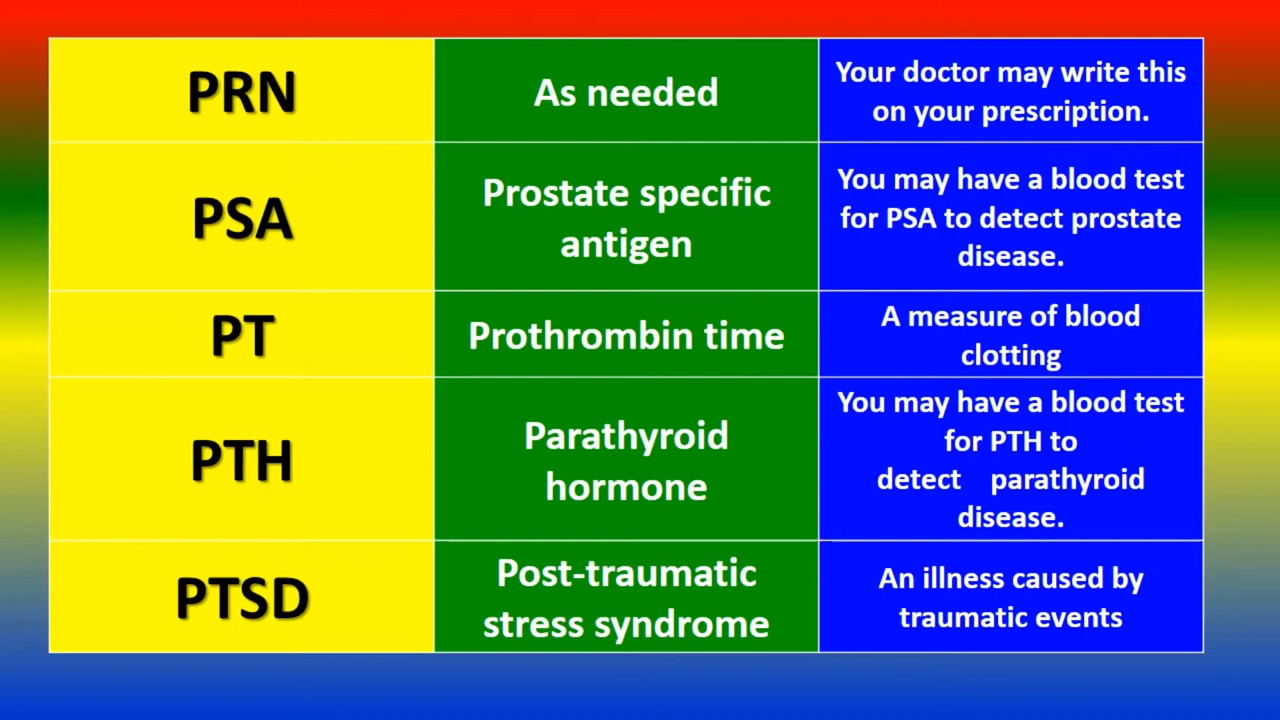 PRN
As needed
Your doctor may write this
on your prescription.
PSA
Prostate specific
antigen
You may have a blood test
for PSA to detect prostate
disease.
PT
Prothrombin time
A measure of blood
clotting
PTH
Parathyroid
hormone
You may have a blood test
for PTH to
detect parathyroid
disease.
PTSD
Post-traumatic
stress syndrome
An illness caused by
traumatic events